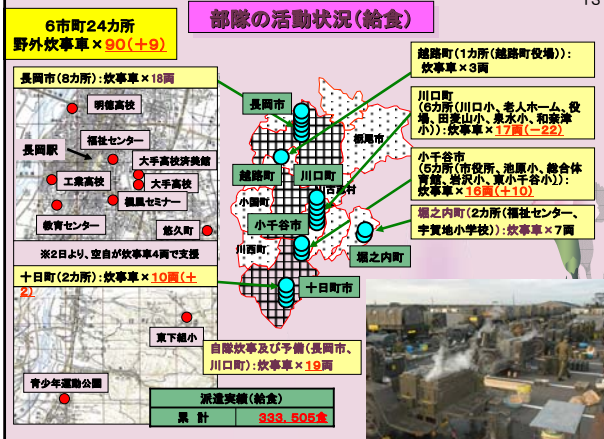 13
部隊の活動状況(給食)
6市町24カ所
野外炊事車×90(+9)
長岡市(8カ所):炊事車×18両
明徳高校
福祉センター
長岡駅
大手高校済美館
工業高校
大手高校
楓風セミナー
教育センター
悠久町
※2日より、空自が炊事車4両で支援
十日町(2カ所):炊事車×10両(+
2)
東下組小
青少年運動公園
長岡市
栃尾市
越路町
川口町
小国町
小千谷市
川西町
堀之内町
十日町市
越路町(1カ所(越路町役場)):
炊事車×3両
川口町
(6カ所(川口小、老人ホーム、役
場、田麦山小、泉水小、和奈津
小)):炊事車×17両(-22)
小千谷市
(5カ所(市役所、池原小、総合体
育館、岩沢小、東小千谷小)):
炊事車×16両(+10)
堀之内町(2カ所(福祉センター、
宇賀地小学校)):炊事車×7両
自隊炊事及び予備(長岡市、
川口町):炊事車×19両
派遣実績(給食)
累 計 333,505食